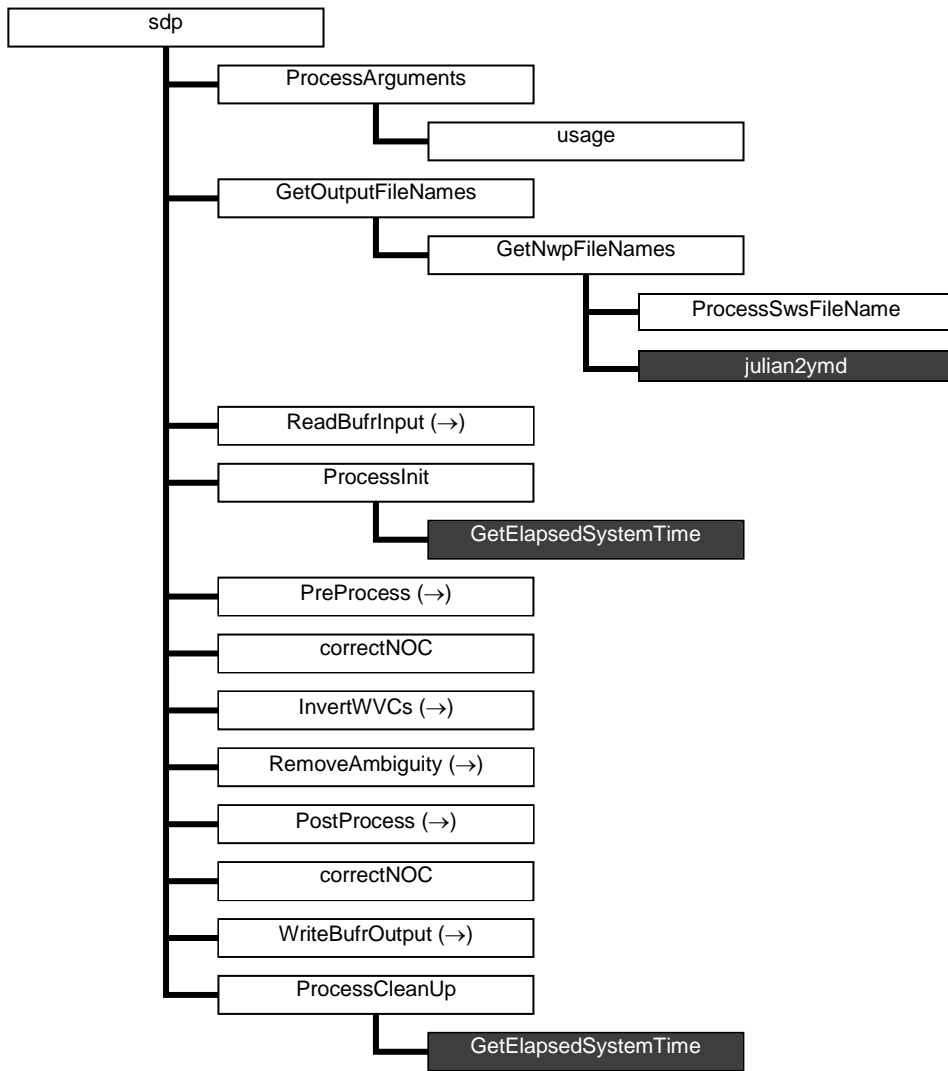 sdp
ProcessArguments
usage
GetOutputFileNames
GetNwpFileNames
ProcessSwsFileName
julian2ymd
ReadBufrInput (→)
ProcessInit
GetElapsedSystemTime
PreProcess (→)
correctNOC
InvertWVCs (→)
RemoveAmbiguity (→)
PostProcess (→)
correctNOC
WriteBufrOutput (→)
ProcessCleanUp
GetElapsedSystemTime